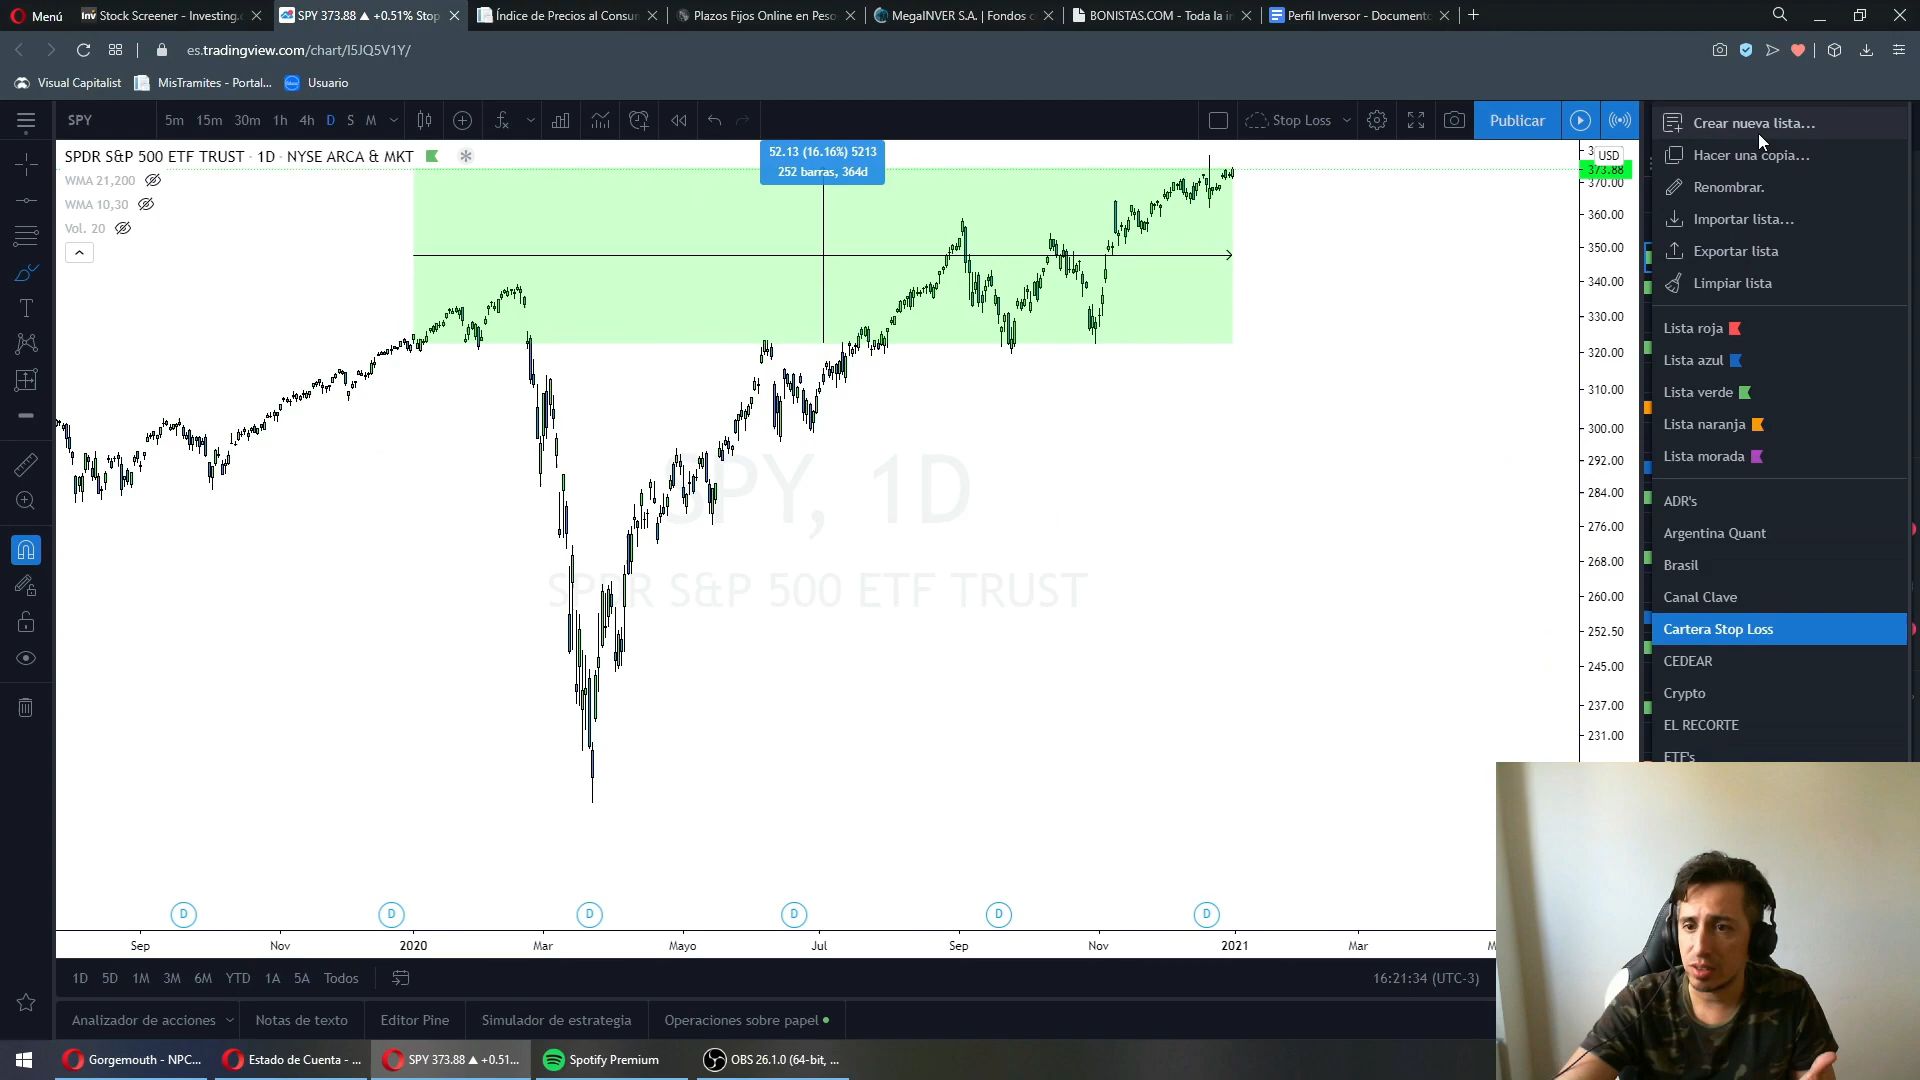 Menú
Stock Screener - Investing.
SPY 373.88 ▲ +0.51% Stop
Índice de Precios al Consun
Plazos Fijos Online en Peso
MegaINVER S.A. | Fondos
BONISTAS.COM - Toda la in
Perfil Inversor - Documento
es.tradingview.com/chart/I5JQ5V1Y/
Visual Capitalist
MisTramites - Portal...
Usuario
SPY
5m 15m 30m 1h 4h D S M
Stop Loss
Publicar
SPDR S&P 500 ETF TRUST · 1D · NYSE ARCA & MKT
WMA 21,200
WMA 10,30
Vol. 20
52.13 (16.16%) 5213
252 barras, 364d
SPY, 1D
SPDR S&P 500 ETF TRUST
USD
373.88
370.00
360.00
350.00
340.00
330.00
320.00
310.00
300.00
292.00
284.00
276.00
268.00
260.00
252.50
245.00
237.00
231.00
Crear nueva lista...
Hacer una copia...
Renombrar.
Importar lista...
Exportar lista
Limpiar lista
Lista roja
Lista azul
Lista verde
Lista naranja
Lista morada
ADR's
Argentina Quant
Brasil
Canal Clave
Cartera Stop Loss
CEDEAR
Crypto
EL RECORTE
ETF's
D D D D D D
Sep Nov 2020 Mar Mayo Jul Sep Nov 2021 Mar
1D 5D 1M 3M 6M YTD 1A 5A Todos
16:21:34 (UTC-3)
Analizador de acciones
Notas de texto
Editor Pine
Simulador de estrategia
Operaciones sobre papel
Gorgemouth - NPC...
Estado de Cuenta - ...
SPY 373.88 ▲ +0.51...
Spotify Premium
OBS 26.1.0 (64-bit, ...